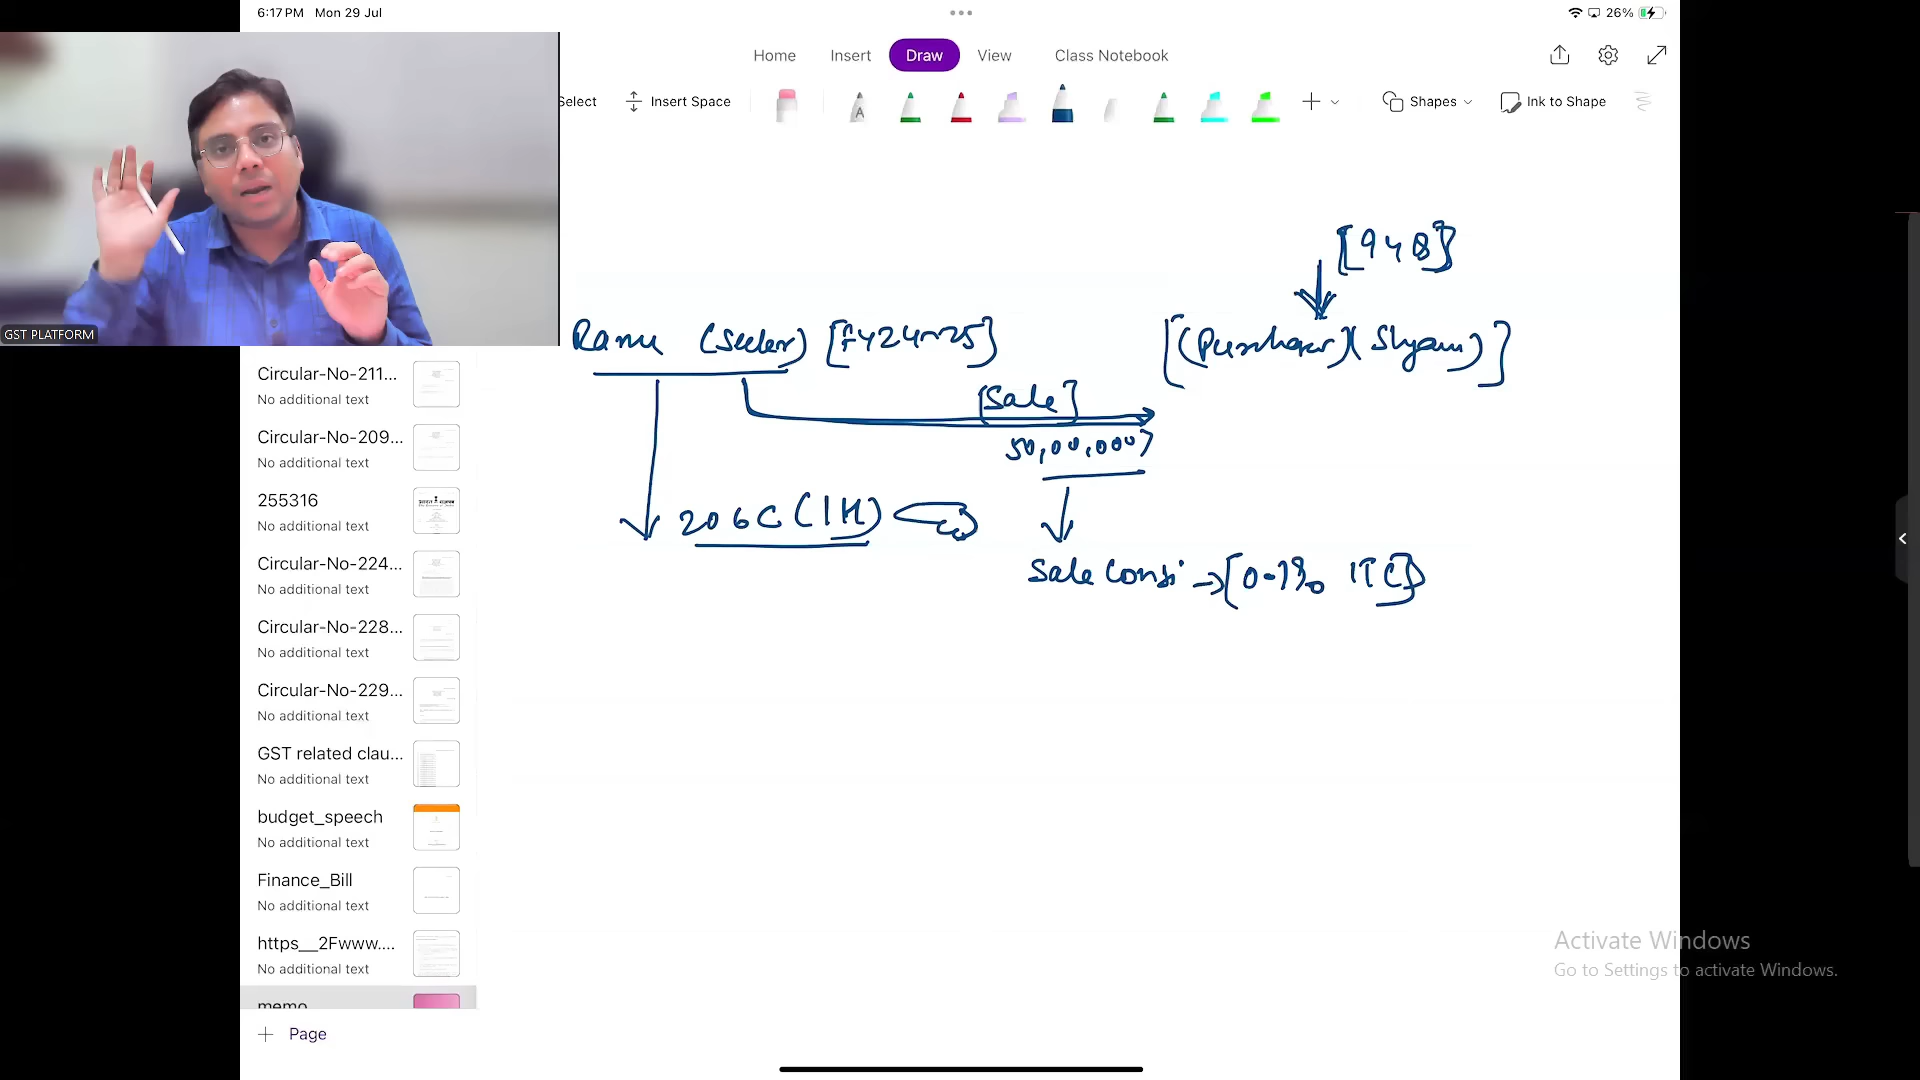 6:17 PM Mon 29 Jul
26%
Home Insert Draw View Class Notebook
Select Insert Space A Shapes Ink to Shape
GST PLATFORM
[94Q]
Ramu (Seller) [FY24-25]
[(Purchaser)(Shyam)]
[Sale]
50,00,000
206C(1H)
Sale Consi → [0.1% ITC]
Circular-No-211...
No additional text
Circular-No-209...
No additional text
255316
No additional text
Circular-No-224...
No additional text
Circular-No-228...
No additional text
Circular-No-229...
No additional text
GST related clau...
No additional text
budget_speech
No additional text
Finance_Bill
No additional text
https__2Fwww....
No additional text
memo
+ Page
Activate Windows
Go to Settings to activate Windows.